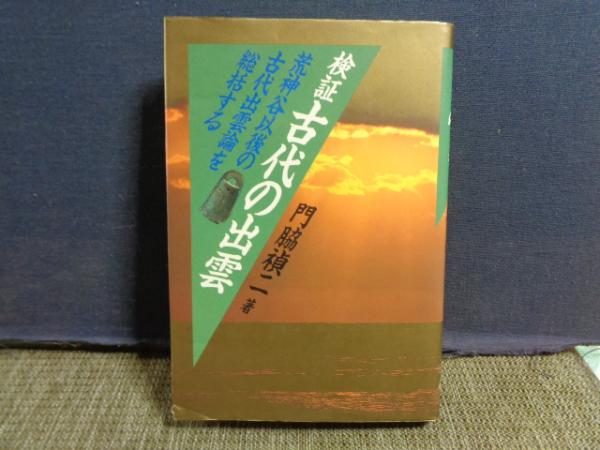 検証 古代の出雲
荒神谷以後の
古代出雲論を
総括する
門脇禎二 著